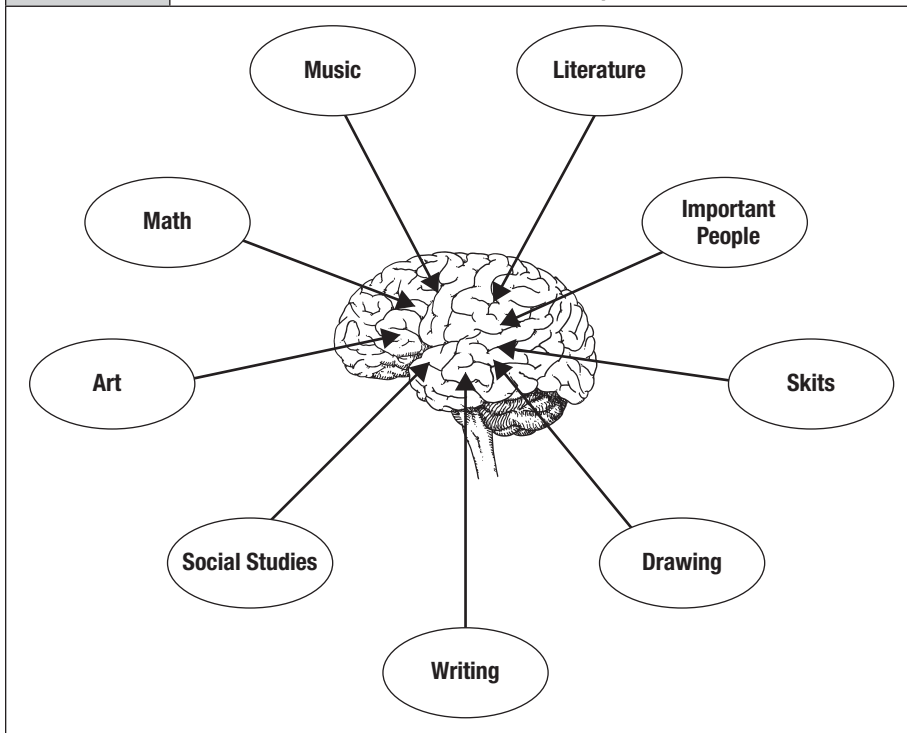 Music
Literature
Math
Important
People
Art
Skits
Social Studies
Drawing
Writing